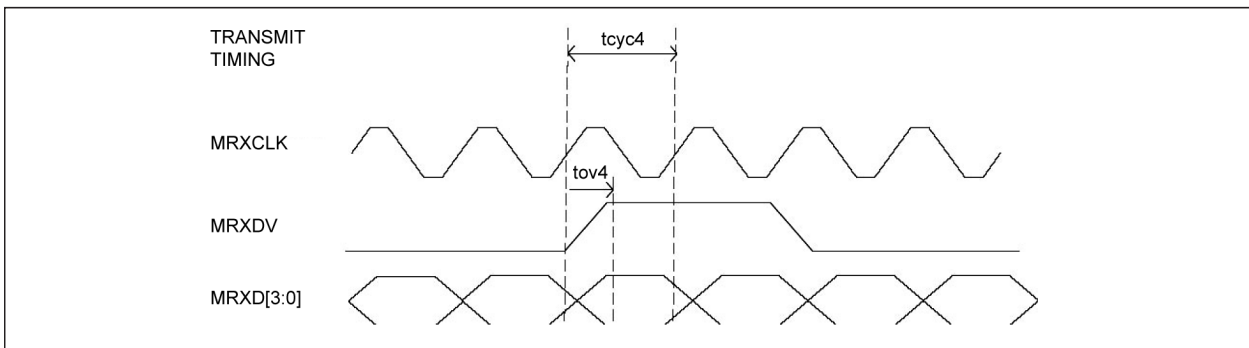 TRANSMIT
TIMING
tcyc4
MRXCLK
tov4
MRXDV
MRXD[3:0]